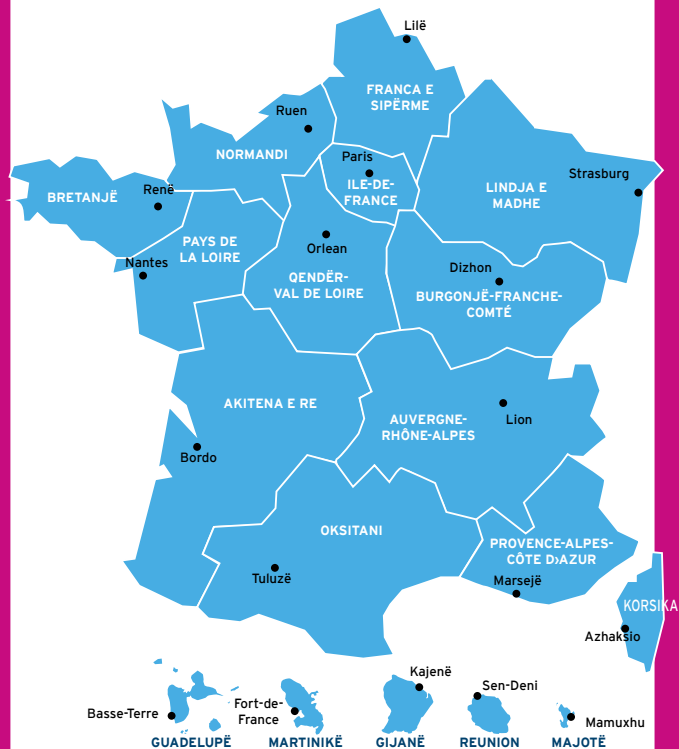 Lilë
FRANCA E
SIPËRME
Ruen
NORMANDI
Paris
ILE-DE-
FRANCE
LINDJA E
MADHE
Strasburg
BRETANJË
Renë
PAYS DE
LA LOIRE
Nantes
Orlean
QENDËR-
VAL DE LOIRE
Dizhon
BURGONJË-FRANCHE-
COMTÉ
AKITENA E RE
AUVERGNE-
RHÔNE-ALPES
Lion
Bordo
OKSITANI
PROVENCE-ALPES-
CÔTE D›AZUR
Tuluzë
Marsejë
KORSIKA
Azhaksio
Basse-Terre
GUADELUPË
Fort-de-
France
MARTINIKË
Kajenë
GIJANË
Sen-Deni
REUNION
Mamuxhu
MAJOTË